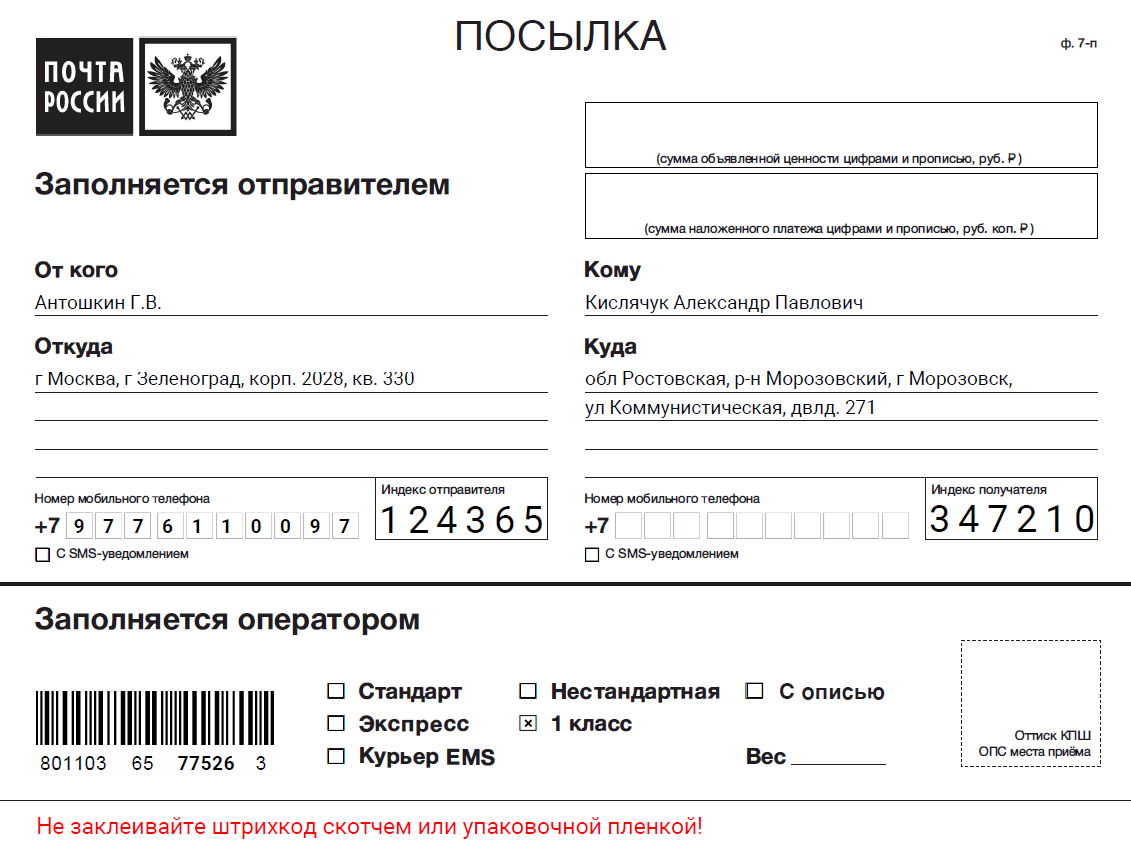 ПОСЫЛКА
ф. 7-п
ПОЧТА
РОССИИ
(сумма объявленной ценности цифрами и прописью, руб. ₽ )
Заполняется отправителем
(сумма наложенного платежа цифрами и прописью, руб. коп. ₽ )
От кого
Антошкин Г.В.
Откуда
г Москва, г Зеленоград, корп. 2028, кв. 330
Номер мобильного телефона
+7 9 7 7 6 1 1 0 0 9 7
С SMS-уведомлением
Индекс отправителя
124365
Кому
Кислячук Александр Павлович
Куда
обл Ростовская, р-н Морозовский, г Морозовск,
ул Коммунистическая, двлд. 271
Номер мобильного телефона
+7
С SMS-уведомлением
Индекс получателя
347210
Заполняется оператором
801103 65 77526 3
Стандарт
Экспресс
Курьер EMS
Нестандартная
1 класс
С описью
Вес
Оттиск КПШ
ОПС места приёма
Не заклеивайте штрихкод скотчем или упаковочной пленкой!